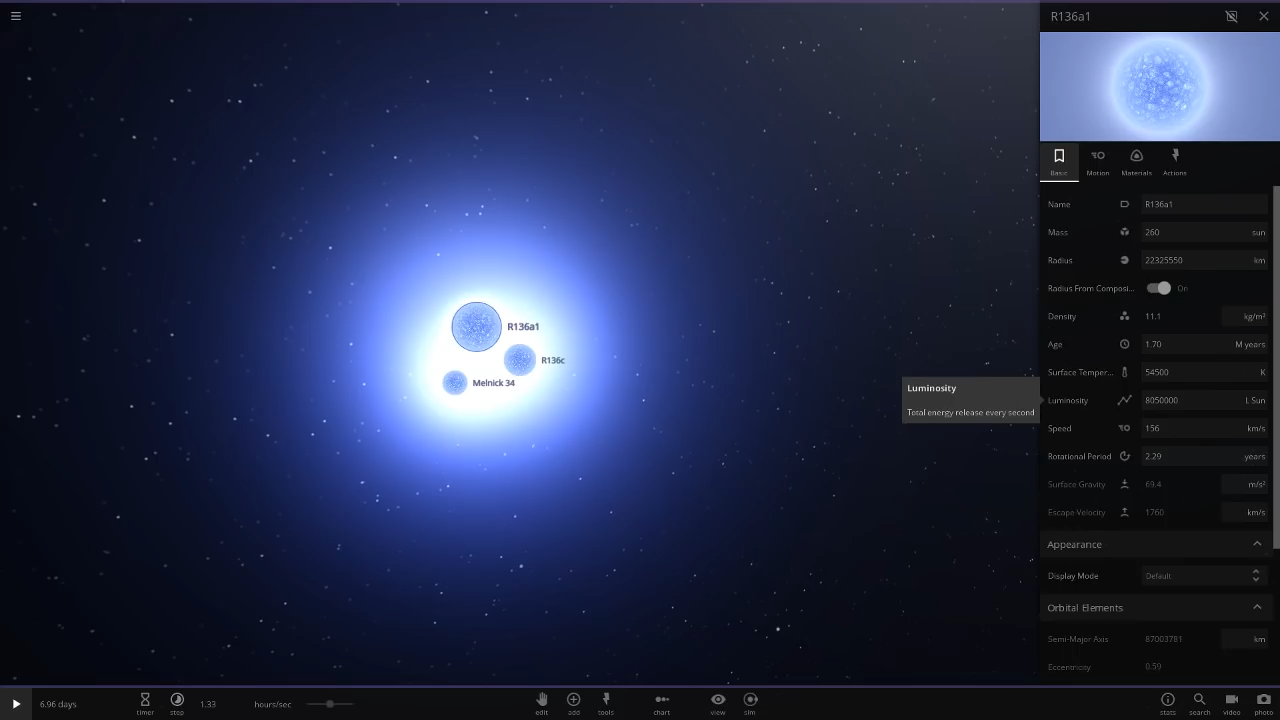 R136a1
Basic Motion Materials Actions
Name R136a1
Mass 260 sun
Radius 22325550 km
Radius From Composi... On
Density 11.1 kg/m³
Age 1.70 M years
Surface Temper... 54500 K
Luminosity 8050000 L Sun
Speed 156 km/s
Rotational Period 2.29 years
Surface Gravity 69.4 m/s²
Escape Velocity 1760 km/s
Appearance
Display Mode Default
Orbital Elements
Semi-Major Axis 87003781 km
Eccentricity 0.59
Luminosity
Total energy release every second
R136a1
R136c
Melnick 34
6.96 days timer step 1.33 hours/sec edit add tools chart view sim stats search video photo